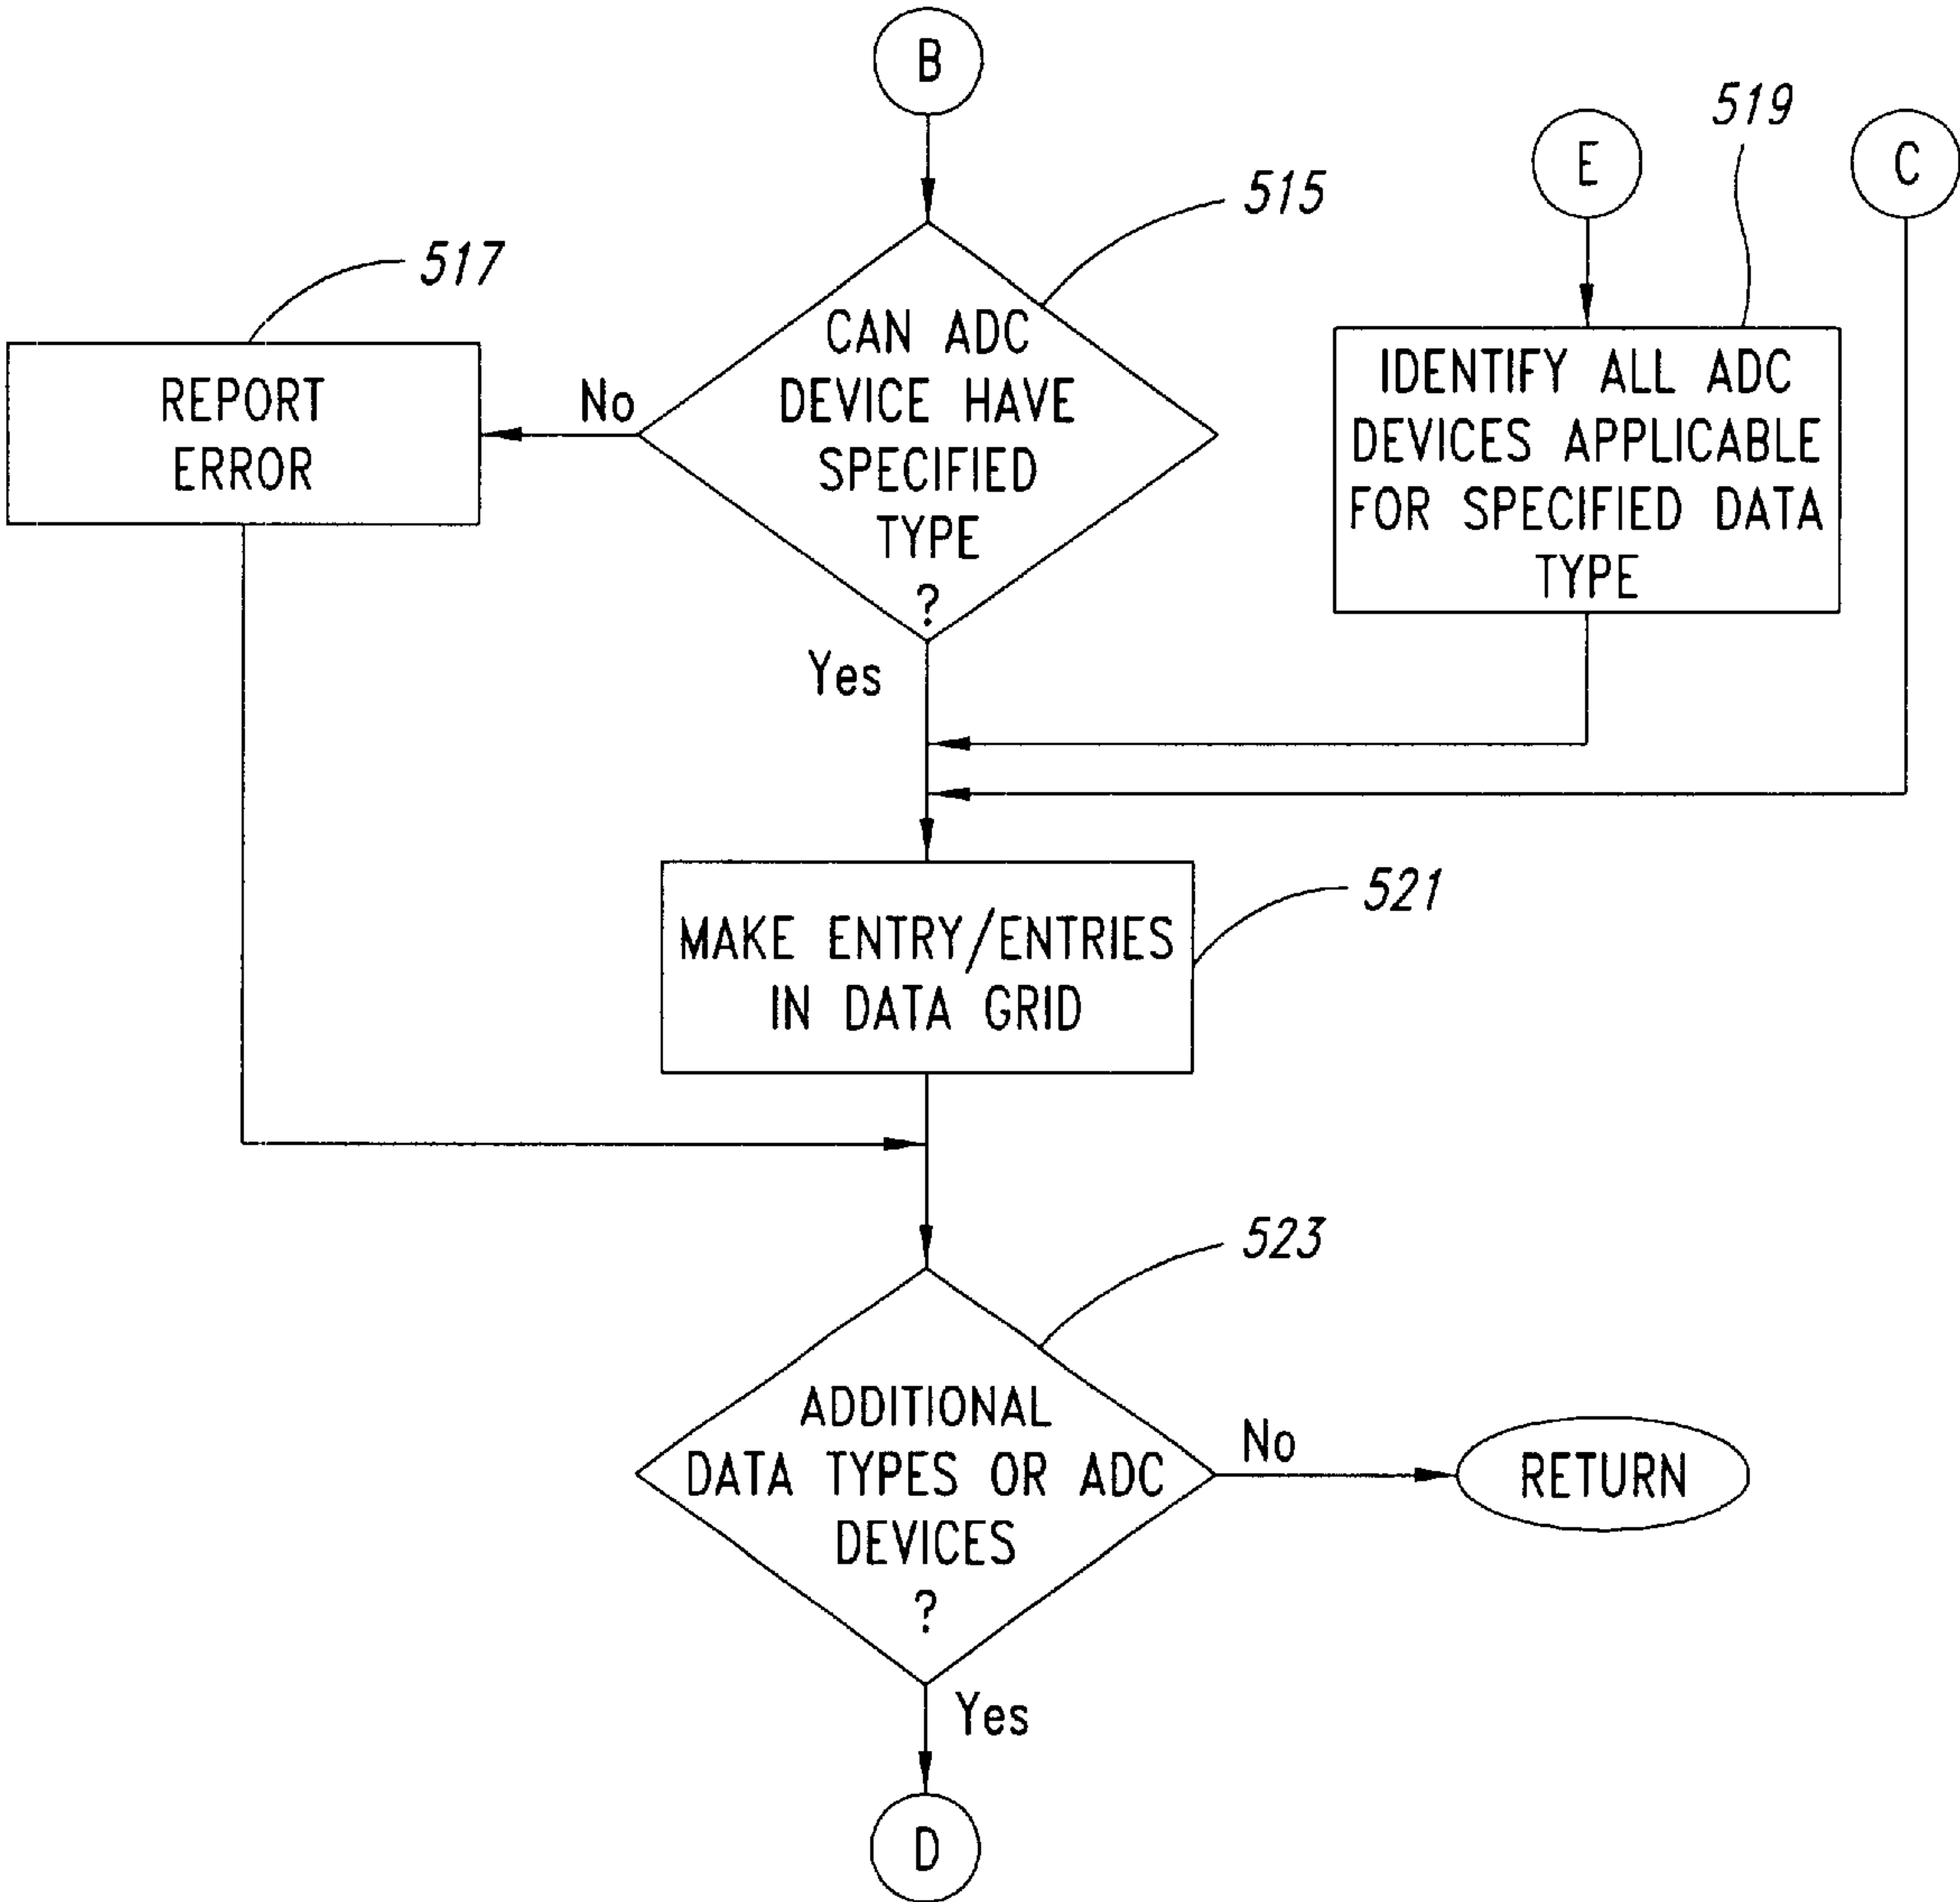 B
519
E
C
515
517
CAN ADC
DEVICE HAVE
SPECIFIED
TYPE
?
No
REPORT
ERROR
IDENTIFY ALL ADC
DEVICES APPLICABLE
FOR SPECIFIED DATA
TYPE
Yes
521
MAKE ENTRY/ENTRIES
IN DATA GRID
523
ADDITIONAL
DATA TYPES OR ADC
DEVICES
?
No
RETURN
Yes
D